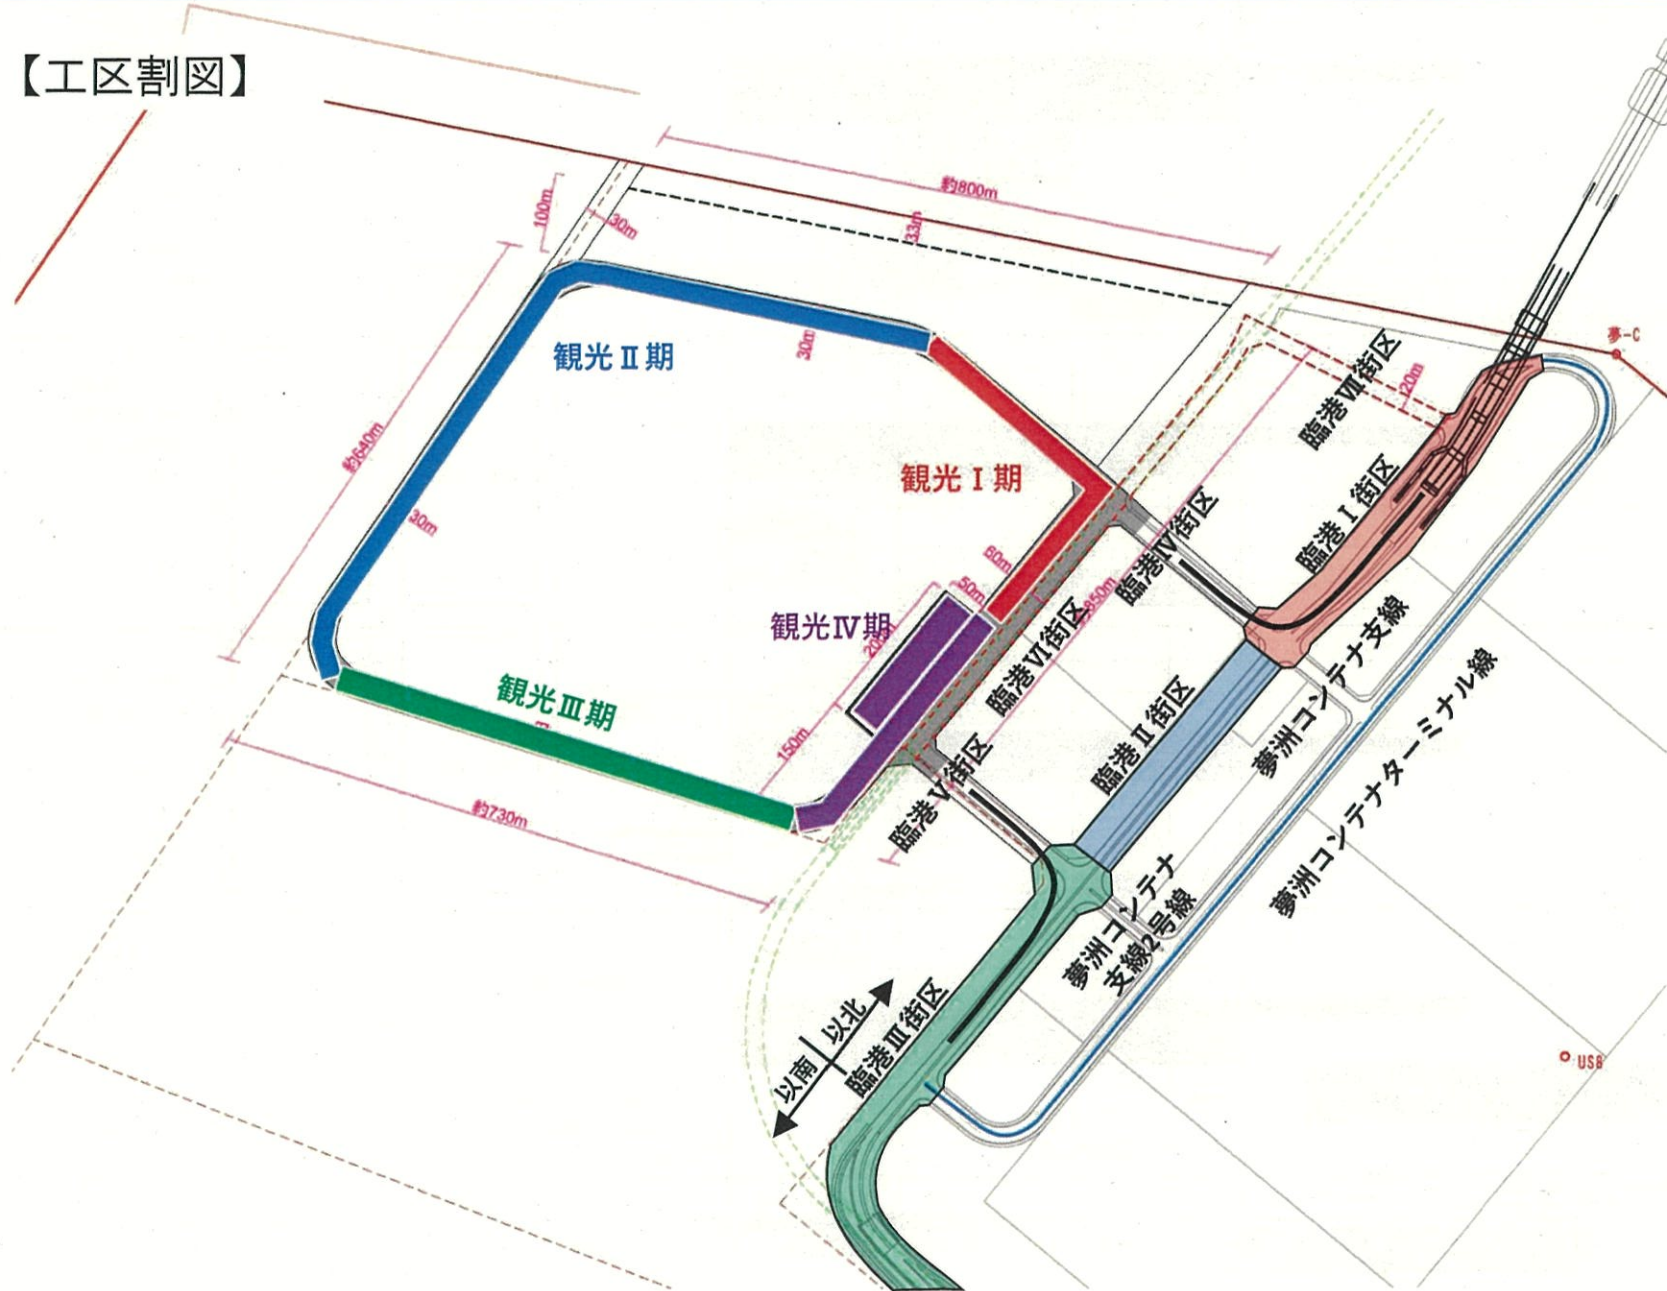 【工区割図】
約800m
100m
30m
33m
夢-C
観光Ⅱ期
30m
臨港Ⅶ街区
20m
約640m
観光Ⅰ期
臨港Ⅰ街区
30m
臨港Ⅳ街区
60m
50m
観光Ⅳ期
臨港Ⅵ街区
夢洲コンテナ支線
観光Ⅲ期
150m
臨港Ⅱ街区
夢洲コンテナターミナル線
約730m
臨港Ⅴ街区
夢洲コンテナ
支線2号線
以北
以南
臨港Ⅲ街区